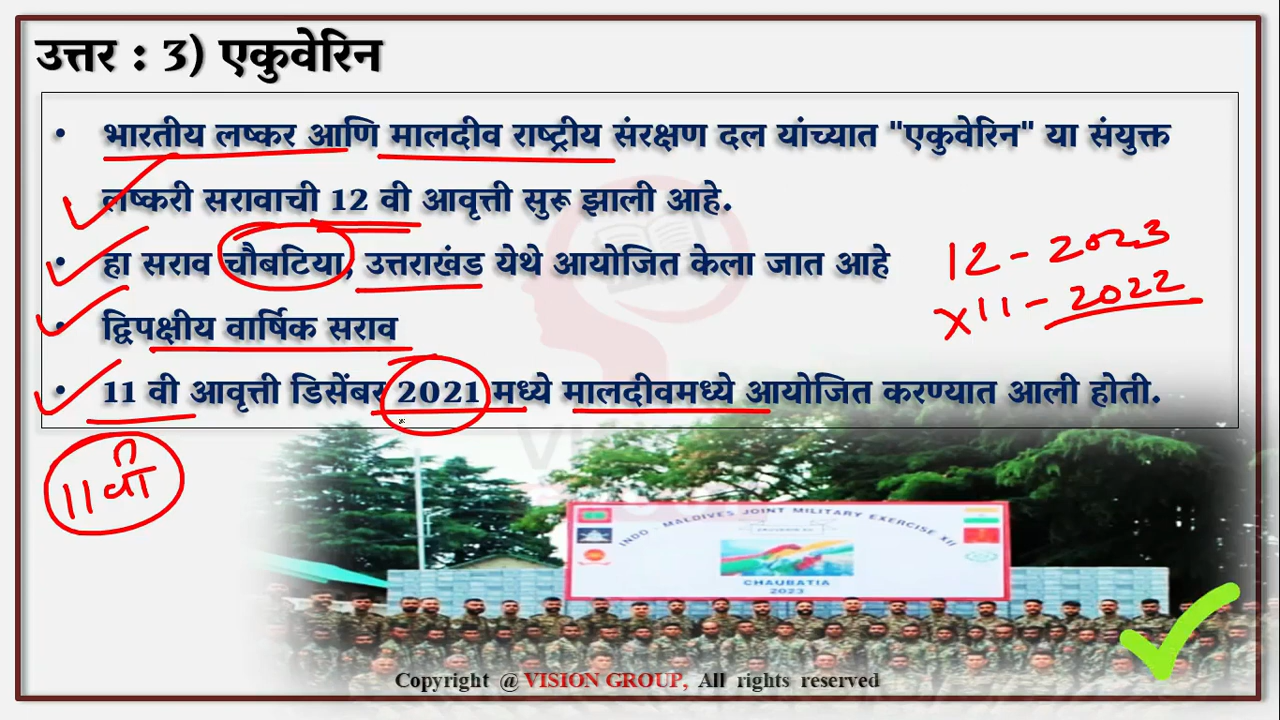 उत्तर : 3) एकुवेरिन
• भारतीय लष्कर आणि मालदीव राष्ट्रीय संरक्षण दल यांच्यात "एकुवेरिन" या संयुक्त
लष्करी सरावाची 12 वी आवृत्ती सुरू झाली आहे.
• हा सराव चौबटिया, उत्तराखंड येथे आयोजित केला जात आहे
12 - 2023
XII - 2022
• द्विपक्षीय वार्षिक सराव
• 11 वी आवृत्ती डिसेंबर 2021 मध्ये मालदीवमध्ये आयोजित करण्यात आली होती.
11 वी
INDO - MALDIVES JOINT MILITARY EXERCISE XII
CHAUBATIA
2023
Copyright @ VISION GROUP, All rights reserved